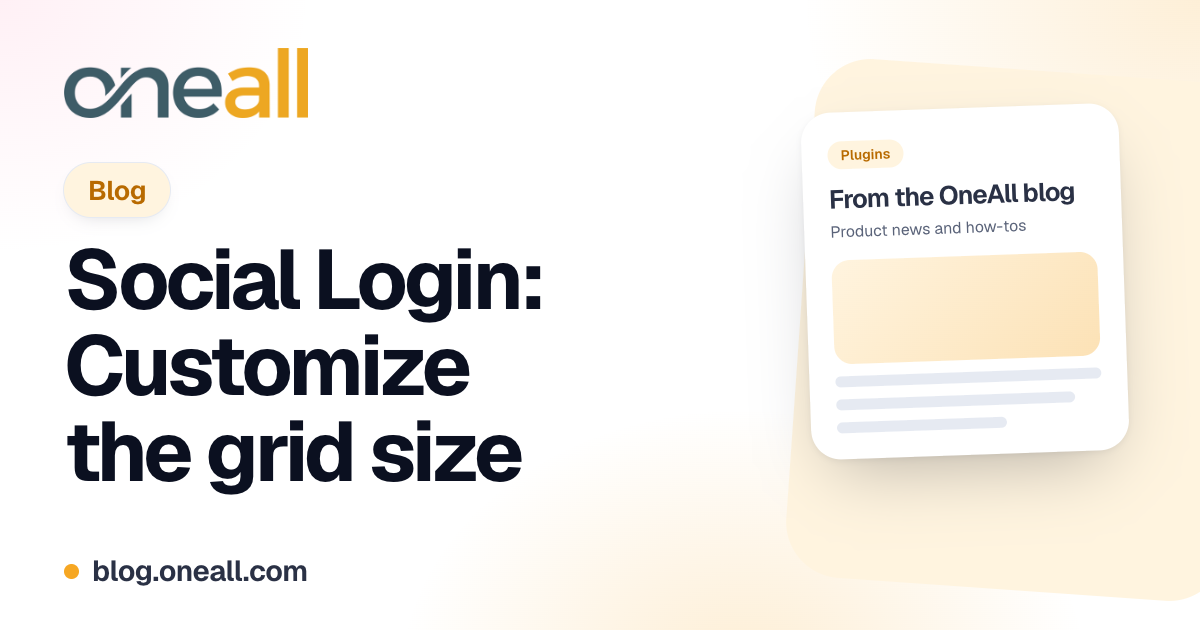 oneall
Blog
Social Login:
Customize
the grid size
blog.oneall.com
Plugins
From the OneAll blog
Product news and how-tos